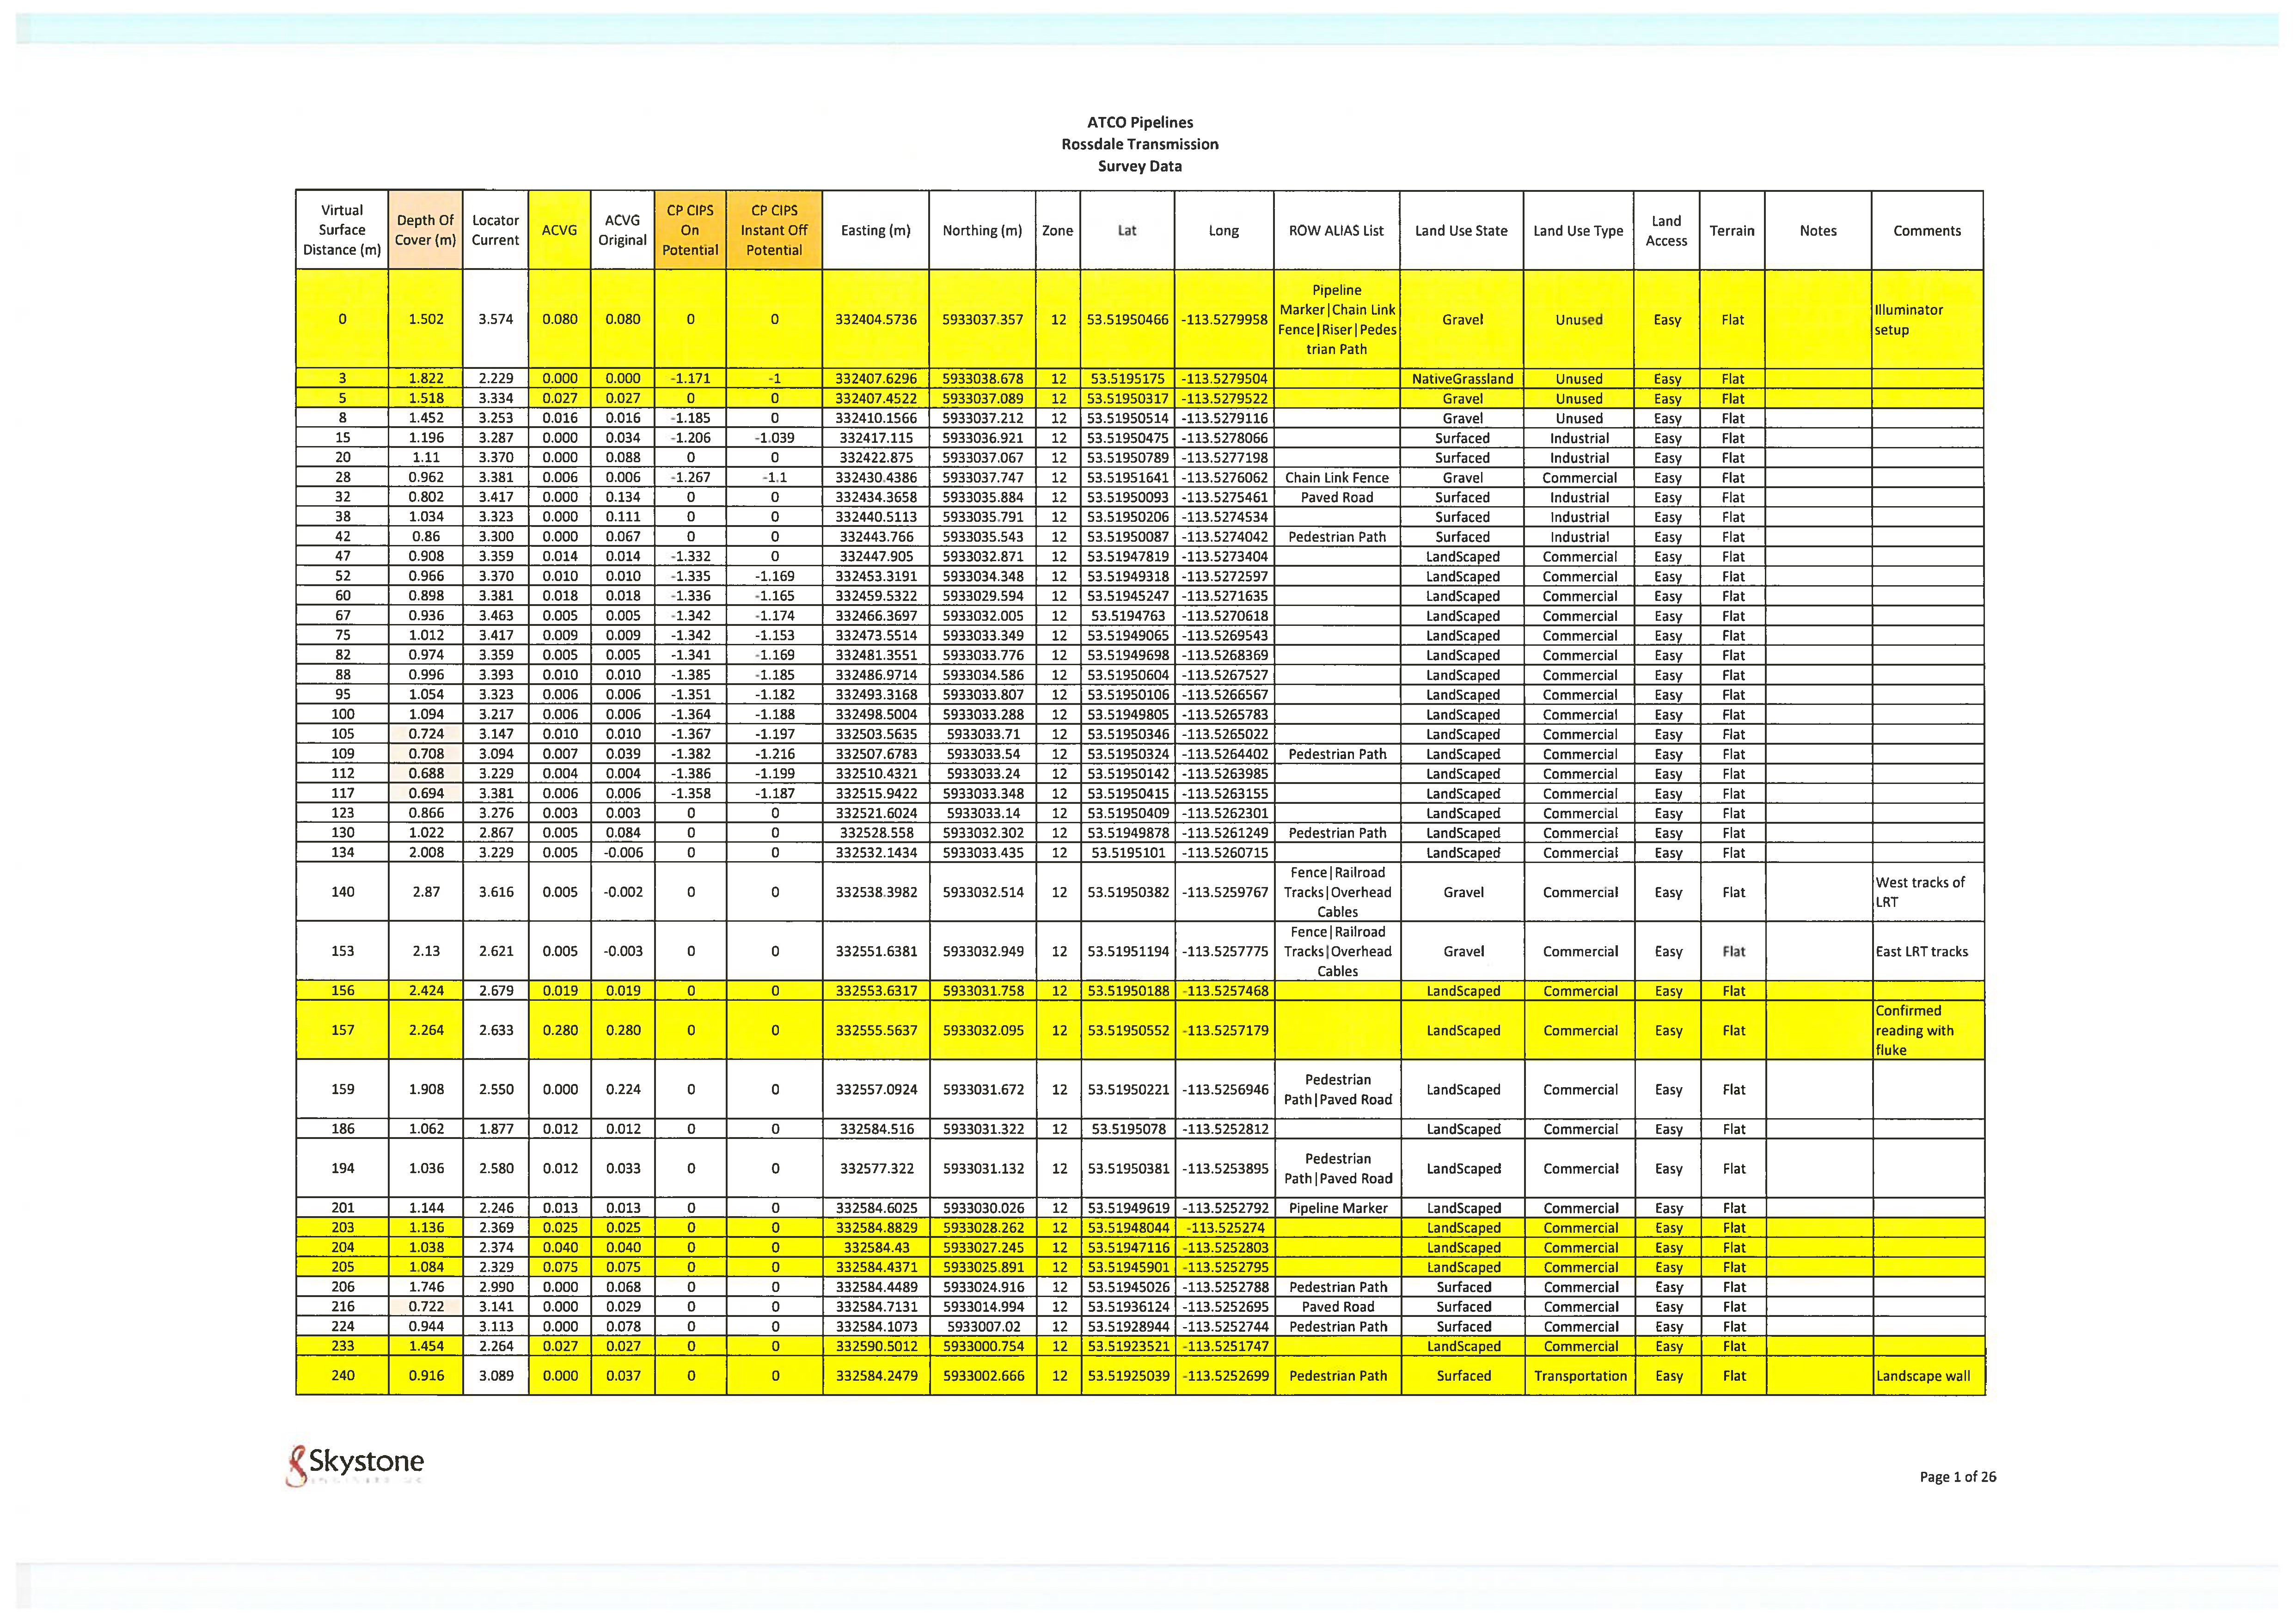 ATCO Pipelines
Rossdale Transmission
Survey Data
Virtual Surface Distance (m) Depth Of Cover (m) Locator Current ACVG ACVG Original CP CIPS On Potential CP CIPS Instant Off Potential Easting (m) Northing (m) Zone Lat Long ROW ALIAS List Land Use State Land Use Type Land Access Terrain Notes Comments
0 1.502 3.574 0.080 0.080 0 0 332404.5736 5933037.357 12 53.51950466 -113.5279958 Pipeline Marker|Chain Link Fence|Riser|Pedestrian Path Gravel Unused Easy Flat Illuminator setup
3 1.822 2.229 0.000 0.000 -1.171 -1 332407.6296 5933038.678 12 53.5195175 -113.5279504 NativeGrassland Unused Easy Flat
5 1.518 3.334 0.027 0.027 0 0 332407.4522 5933037.089 12 53.51950317 -113.5279522 Gravel Unused Easy Flat
8 1.452 3.253 0.016 0.016 -1.185 0 332410.1566 5933037.212 12 53.51950514 -113.5279116 Gravel Unused Easy Flat
15 1.196 3.287 0.000 0.034 -1.206 -1.039 332417.115 5933036.921 12 53.51950475 -113.5278066 Surfaced Industrial Easy Flat
20 1.11 3.370 0.000 0.088 0 0 332422.875 5933037.067 12 53.51950789 -113.5277198 Surfaced Industrial Easy Flat
28 0.962 3.381 0.006 0.006 -1.267 -1.1 332430.4386 5933037.747 12 53.51951641 -113.5276062 Chain Link Fence Gravel Commercial Easy Flat
32 0.802 3.417 0.000 0.134 0 0 332434.3658 5933035.884 12 53.51950093 -113.5275461 Paved Road Surfaced Industrial Easy Flat
38 1.034 3.323 0.000 0.111 0 0 332440.5113 5933035.791 12 53.51950206 -113.5274534 Surfaced Industrial Easy Flat
42 0.86 3.300 0.000 0.067 0 0 332443.766 5933035.543 12 53.51950087 -113.5274042 Pedestrian Path Surfaced Industrial Easy Flat
47 0.908 3.359 0.014 0.014 -1.332 0 332447.905 5933032.871 12 53.51947819 -113.5273404 LandScaped Commercial Easy Flat
52 0.966 3.370 0.010 0.010 -1.335 -1.169 332453.3191 5933034.348 12 53.51949318 -113.5272597 LandScaped Commercial Easy Flat
60 0.898 3.381 0.018 0.018 -1.336 -1.165 332459.5322 5933029.594 12 53.51945247 -113.5271635 LandScaped Commercial Easy Flat
67 0.936 3.463 0.005 0.005 -1.342 -1.174 332466.3697 5933032.005 12 53.5194763 -113.5270618 LandScaped Commercial Easy Flat
75 1.012 3.417 0.009 0.009 -1.342 -1.153 332473.5514 5933033.349 12 53.51949065 -113.5269543 LandScaped Commercial Easy Flat
82 0.974 3.359 0.005 0.005 -1.341 -1.169 332481.3551 5933033.776 12 53.51949698 -113.5268369 LandScaped Commercial Easy Flat
88 0.996 3.393 0.010 0.010 -1.385 -1.185 332486.9714 5933034.586 12 53.51950604 -113.5267527 LandScaped Commercial Easy Flat
95 1.054 3.323 0.006 0.006 -1.351 -1.182 332493.3168 5933033.807 12 53.51950106 -113.5266567 LandScaped Commercial Easy Flat
100 1.094 3.217 0.006 0.006 -1.364 -1.188 332498.5004 5933033.288 12 53.51949805 -113.5265783 LandScaped Commercial Easy Flat
105 0.724 3.147 0.010 0.010 -1.367 -1.197 332503.5635 5933033.71 12 53.51950346 -113.5265022 LandScaped Commercial Easy Flat
109 0.708 3.094 0.007 0.039 -1.382 -1.216 332507.6783 5933033.54 12 53.51950324 -113.5264402 Pedestrian Path LandScaped Commercial Easy Flat
112 0.688 3.229 0.004 0.004 -1.386 -1.199 332510.4321 5933033.24 12 53.51950142 -113.5263985 LandScaped Commercial Easy Flat
117 0.694 3.381 0.006 0.006 -1.358 -1.187 332515.9422 5933033.348 12 53.51950415 -113.5263155 LandScaped Commercial Easy Flat
123 0.866 3.276 0.003 0.003 0 0 332521.6024 5933033.14 12 53.51950409 -113.5262301 LandScaped Commercial Easy Flat
130 1.022 2.867 0.005 0.084 0 0 332528.558 5933032.302 12 53.51949878 -113.5261249 Pedestrian Path LandScaped Commercial Easy Flat
134 2.008 3.229 0.005 -0.006 0 0 332532.1434 5933033.435 12 53.5195101 -113.5260715 LandScaped Commercial Easy Flat
140 2.87 3.616 0.005 -0.002 0 0 332538.3982 5933032.514 12 53.51950382 -113.5259767 Fence|Railroad Tracks|Overhead Cables Gravel Commercial Easy Flat West tracks of LRT
153 2.13 2.621 0.005 -0.003 0 0 332551.6381 5933032.949 12 53.51951194 -113.5257775 Fence|Railroad Tracks|Overhead Cables Gravel Commercial Easy Flat East LRT tracks
156 2.424 2.679 0.019 0.019 0 0 332553.6317 5933031.758 12 53.51950188 -113.5257468 LandScaped Commercial Easy Flat
157 2.264 2.633 0.280 0.280 0 0 332555.5637 5933032.095 12 53.51950552 -113.5257179 LandScaped Commercial Easy Flat Confirmed reading with fluke
159 1.908 2.550 0.000 0.224 0 0 332557.0924 5933031.672 12 53.51950221 -113.5256946 Pedestrian Path|Paved Road LandScaped Commercial Easy Flat
186 1.062 1.877 0.012 0.012 0 0 332584.516 5933031.322 12 53.5195078 -113.5252812 LandScaped Commercial Easy Flat
194 1.036 2.580 0.012 0.033 0 0 332577.322 5933031.132 12 53.51950381 -113.5253895 Pedestrian Path|Paved Road LandScaped Commercial Easy Flat
201 1.144 2.246 0.013 0.013 0 0 332584.6025 5933030.026 12 53.51949619 -113.5252792 Pipeline Marker LandScaped Commercial Easy Flat
203 1.136 2.369 0.025 0.025 0 0 332584.8829 5933028.262 12 53.51948044 -113.525274 LandScaped Commercial Easy Flat
204 1.038 2.374 0.040 0.040 0 0 332584.43 5933027.245 12 53.51947116 -113.5252803 LandScaped Commercial Easy Flat
205 1.084 2.329 0.075 0.075 0 0 332584.4371 5933025.891 12 53.51945901 -113.5252795 LandScaped Commercial Easy Flat
206 1.746 2.990 0.000 0.068 0 0 332584.4489 5933024.916 12 53.51945026 -113.5252788 Pedestrian Path Surfaced Commercial Easy Flat
216 0.722 3.141 0.000 0.029 0 0 332584.7131 5933014.994 12 53.51936124 -113.5252695 Paved Road Surfaced Commercial Easy Flat
224 0.944 3.113 0.000 0.078 0 0 332584.1073 5933007.02 12 53.51928944 -113.5252744 Pedestrian Path Surfaced Commercial Easy Flat
233 1.454 2.264 0.027 0.027 0 0 332590.5012 5933000.754 12 53.51923521 -113.5251747 LandScaped Commercial Easy Flat
240 0.916 3.089 0.000 0.037 0 0 332584.2479 5933002.666 12 53.51925039 -113.5252699 Pedestrian Path Surfaced Transportation Easy Flat Landscape wall
Skystone
Page 1 of 26